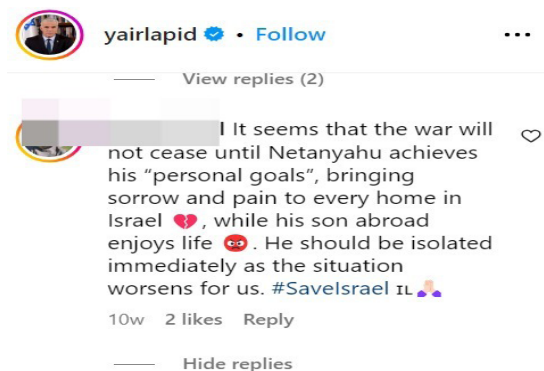 yairlapid • Follow
View replies (2)
It seems that the war will
not cease until Netanyahu achieves
his “personal goals”, bringing
sorrow and pain to every home in
Israel 💔, while his son abroad
enjoys life 😡. He should be isolated
immediately as the situation
worsens for us. #SaveIsrael IL 🙏🏻
10w 2 likes Reply
Hide replies